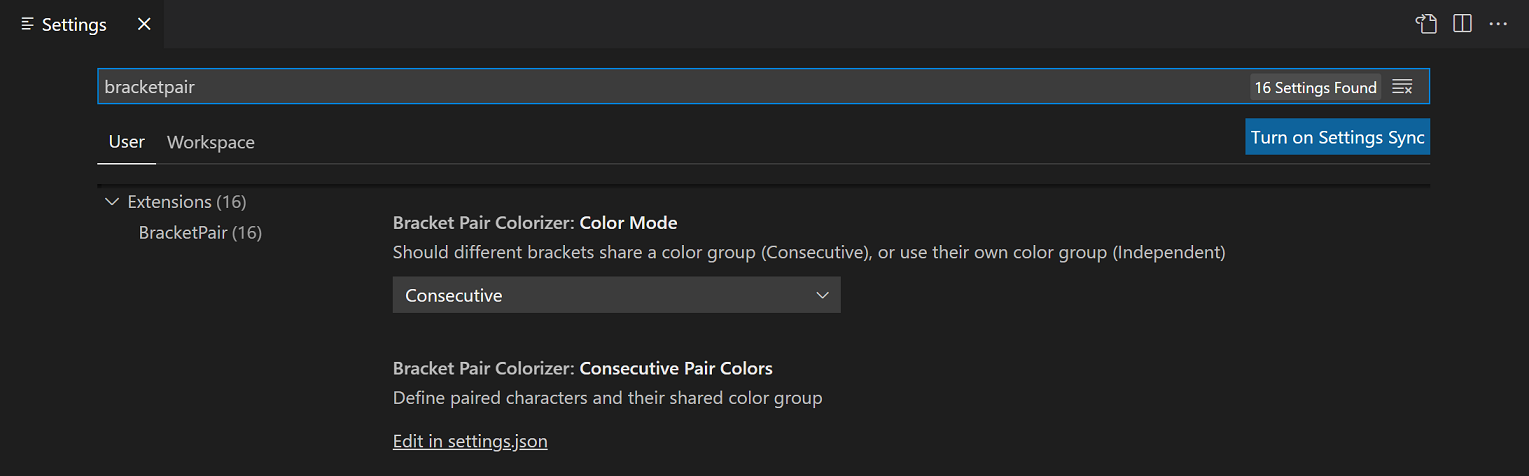 Settings
bracketpair 16 Settings Found
User Workspace Turn on Settings Sync
Extensions (16)
BracketPair (16)
Bracket Pair Colorizer: Color Mode
Should different brackets share a color group (Consecutive), or use their own color group (Independent)
Consecutive
Bracket Pair Colorizer: Consecutive Pair Colors
Define paired characters and their shared color group
Edit in settings.json